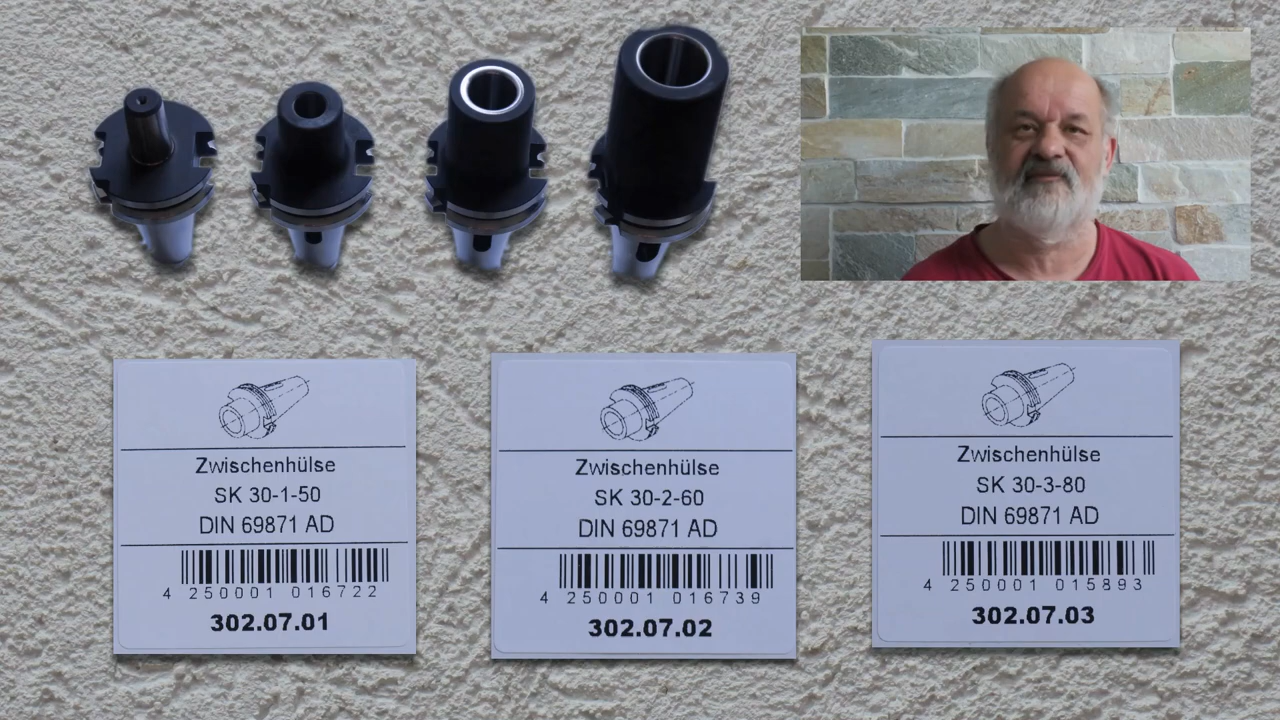 Zwischenhülse
SK 30-1-50
DIN 69871 AD
4 250001 016722
302.07.01
Zwischenhülse
SK 30-2-60
DIN 69871 AD
4 250001 016739
302.07.02
Zwischenhülse
SK 30-3-80
DIN 69871 AD
4 250001 015893
302.07.03